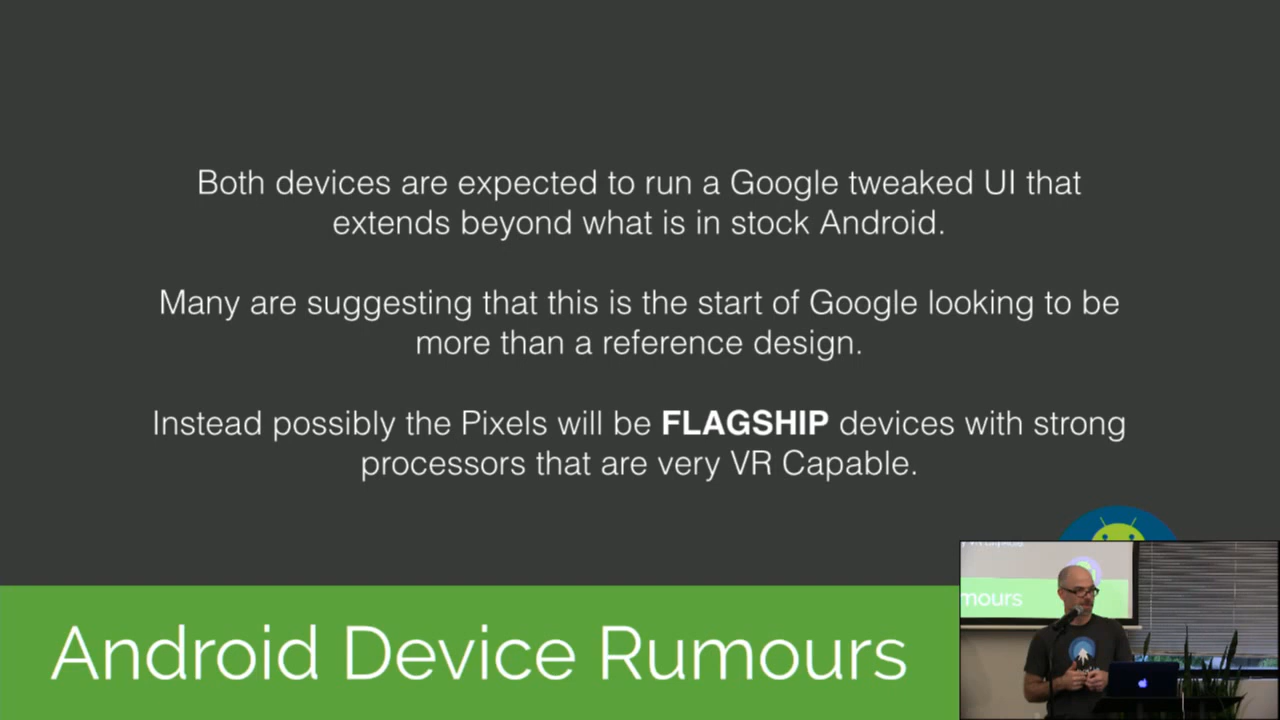 Both devices are expected to run a Google tweaked UI that
extends beyond what is in stock Android.
Many are suggesting that this is the start of Google looking to be
more than a reference design.
Instead possibly the Pixels will be FLAGSHIP devices with strong
processors that are very VR Capable.
Android Device Rumours
mours